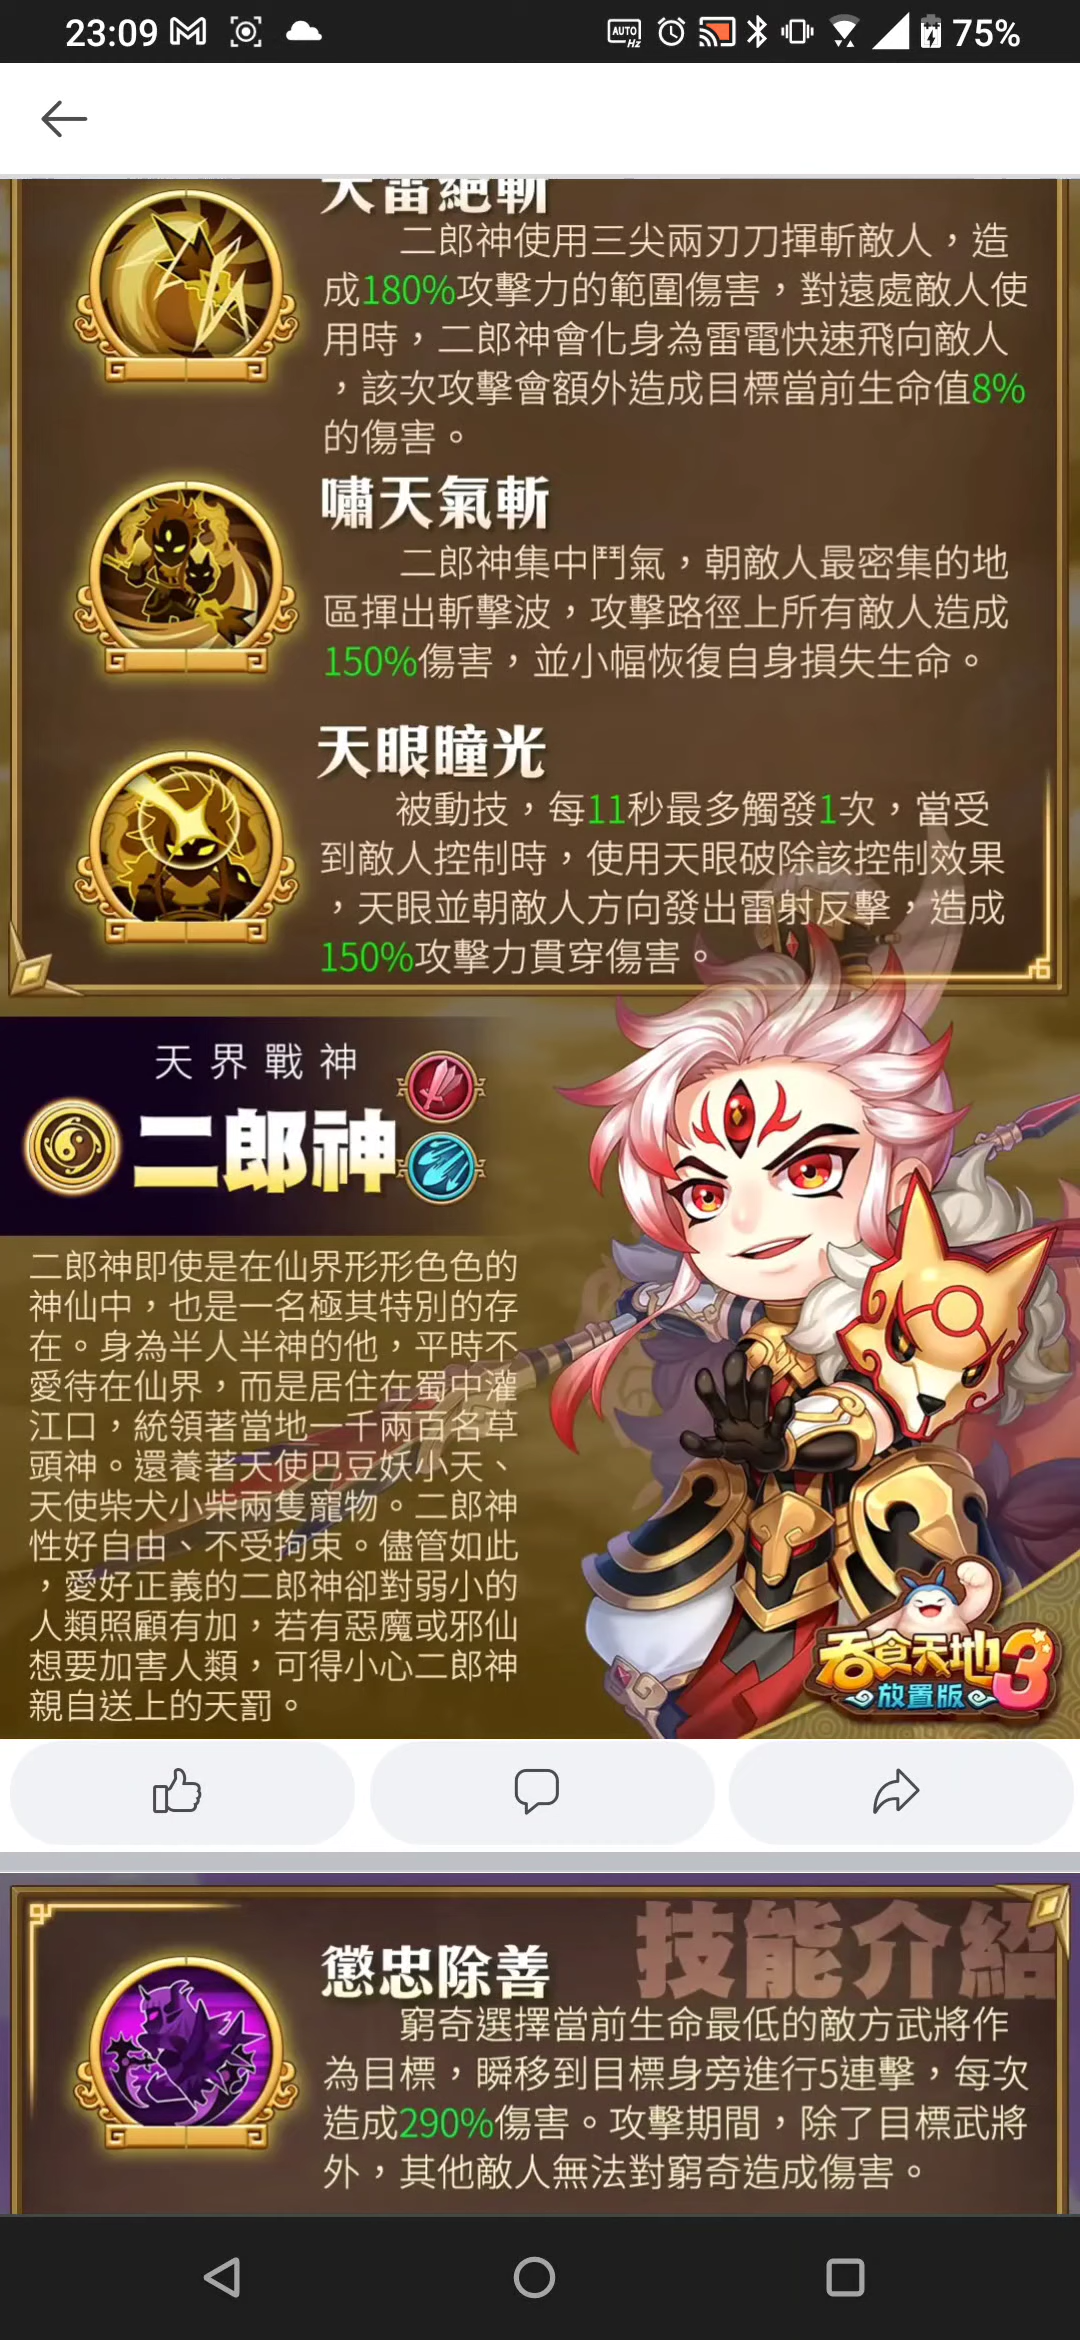 23:09
AUTO Hz
75%
天雷絕斬
二郎神使用三尖兩刃刀揮斬敵人，造
成180%攻擊力的範圍傷害，對遠處敵人使
用時，二郎神會化身為雷電快速飛向敵人
，該次攻擊會額外造成目標當前生命值8%
的傷害。
嘯天氣斬
二郎神集中鬥氣，朝敵人最密集的地
區揮出斬擊波，攻擊路徑上所有敵人造成
150%傷害，並小幅恢復自身損失生命。
天眼瞳光
被動技，每11秒最多觸發1次，當受
到敵人控制時，使用天眼破除該控制效果
，天眼並朝敵人方向發出雷射反擊，造成
150%攻擊力貫穿傷害。
天界戰神
二郎神
二郎神即使是在仙界形形色色的
神仙中，也是一名極其特別的存
在。身為半人半神的他，平時不
愛待在仙界，而是居住在蜀中灌
江口，統領著當地一千兩百名草
頭神。還養著天使巴豆妖小天、
天使柴犬小柴兩隻寵物。二郎神
性好自由、不受拘束。儘管如此
，愛好正義的二郎神卻對弱小的
人類照顧有加，若有惡魔或邪仙
想要加害人類，可得小心二郎神
親自送上的天罰。
吞食天地3
放置版
技能介紹
懲忠除善
窮奇選擇當前生命最低的敵方武將作
為目標，瞬移到目標身旁進行5連擊，每次
造成290%傷害。攻擊期間，除了目標武將
外，其他敵人無法對窮奇造成傷害。